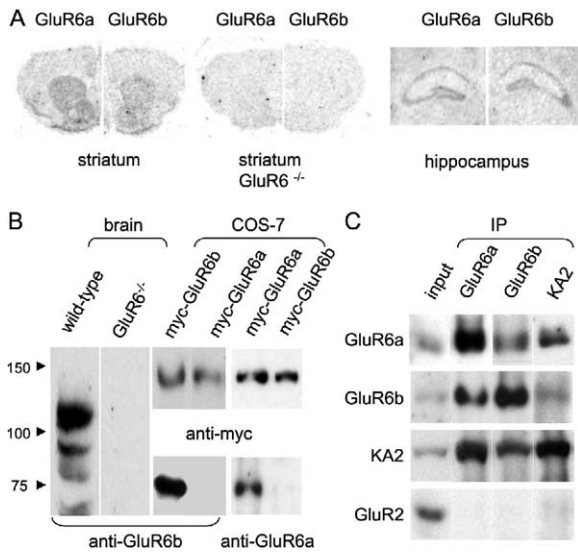 A
GluR6a GluR6b GluR6a GluR6b GluR6a GluR6b
striatum striatum hippocampus
GluR6 -/-
B
brain COS-7
wild-type GluR6-/- myc-GluR6b myc-GluR6a myc-GluR6a myc-GluR6b
150
100
anti-myc
75
anti-GluR6b anti-GluR6a
C
IP
input GluR6a GluR6b KA2
GluR6a
GluR6b
KA2
GluR2